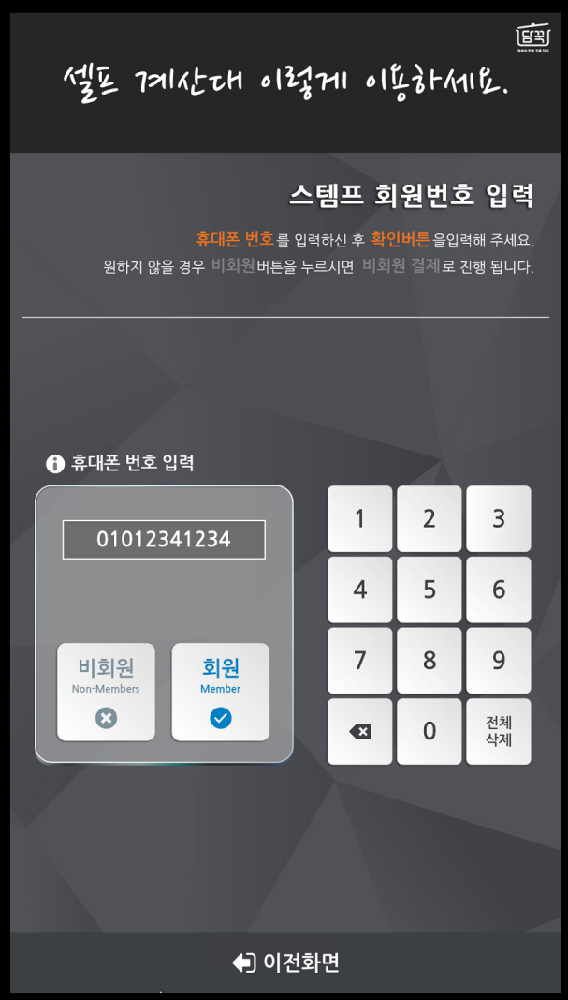 담꾹
셀프 계산대 이렇게 이용하세요.
스템프 회원번호 입력
휴대폰 번호를 입력하신 후 확인버튼을입력해 주세요.
원하지 않을 경우 비회원버튼을 누르시면 비회원 결제로 진행 됩니다.
휴대폰 번호 입력
01012341234
비회원
Non-Members
회원
Member
1 2 3
4 5 6
7 8 9
0 전체
삭제
이전화면